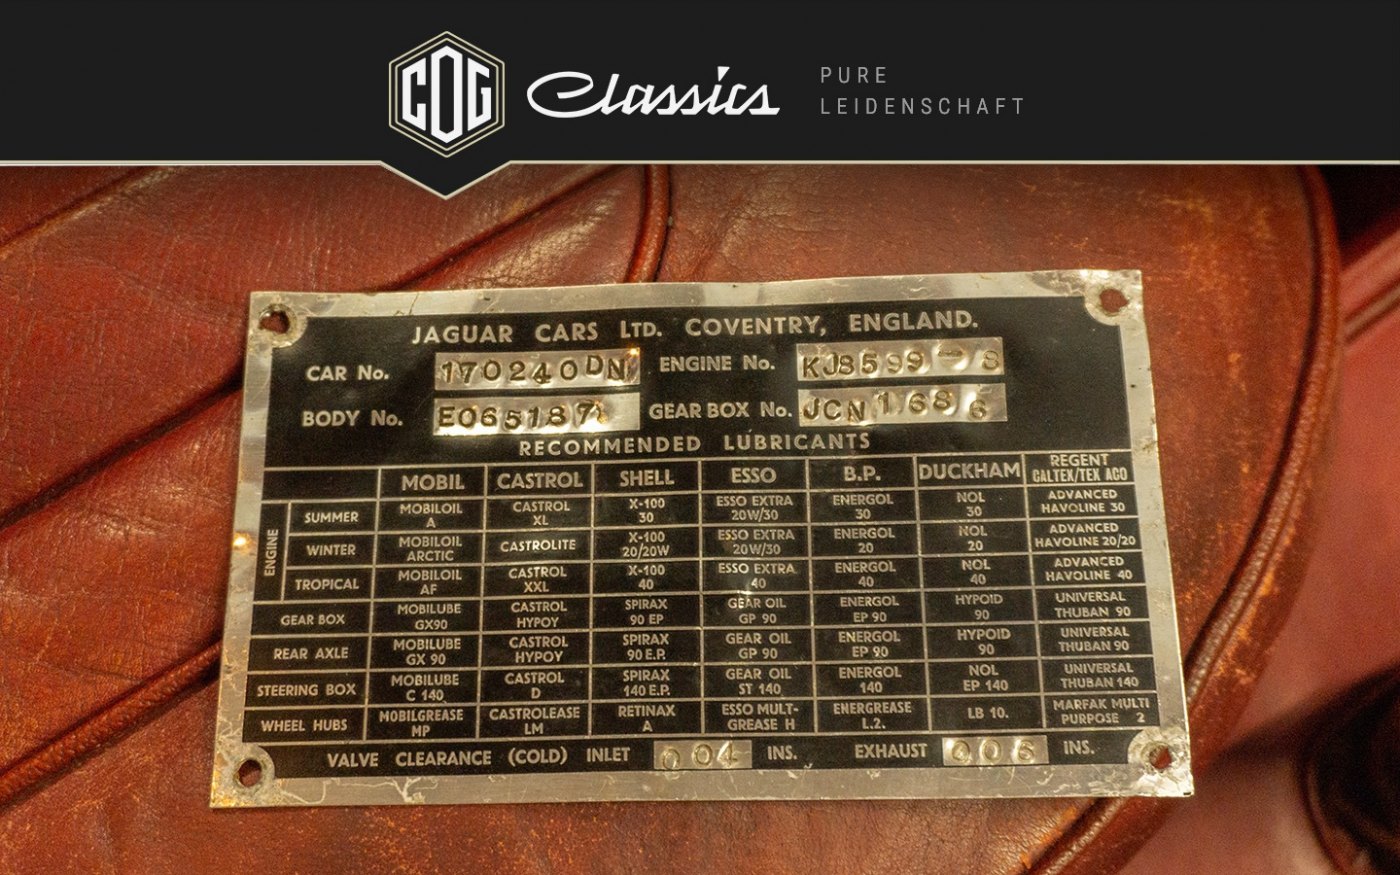 COG Classics
PURE
LEIDENSCHAFT
JAGUAR CARS LTD. COVENTRY, ENGLAND.
CAR No. 170240DN ENGINE No. KJ8599-8
BODY No. E065187 GEAR BOX No. JCN1686
RECOMMENDED LUBRICANTS
MOBIL CASTROL SHELL ESSO B.P. DUCKHAM REGENT CALTEX/TEXACO
ENGINE
SUMMER MOBILOIL A CASTROL XL X-100 30 ESSO EXTRA 20W/30 ENERGOL 30 NOL 30 ADVANCED HAVOLINE 30
WINTER MOBILOIL ARCTIC CASTROLITE X-100 20/20W ESSO EXTRA 20W/30 ENERGOL 20 NOL 20 ADVANCED HAVOLINE 20/20
TROPICAL MOBILOIL AF CASTROL XXL X-100 40 ESSO EXTRA 40 ENERGOL 40 NOL 40 ADVANCED HAVOLINE 40
GEAR BOX MOBILUBE GX90 CASTROL HYPOY SPIRAX 90 EP GEAR OIL GP 90 ENERGOL EP 90 HYPOID 90 UNIVERSAL THUBAN 90
REAR AXLE MOBILUBE GX 90 CASTROL HYPOY SPIRAX 90 E.P. GEAR OIL GP 90 ENERGOL EP 90 HYPOID 90 UNIVERSAL THUBAN 90
STEERING BOX MOBILUBE C 140 CASTROL D SPIRAX 140 E.P. GEAR OIL ST 140 ENERGOL 140 NOL EP 140 UNIVERSAL THUBAN 140
WHEEL HUBS MOBILGREASE MP CASTROLEASE LM RETINAX A ESSO MULT-GREASE H ENERGREASE L.2. LB 10. MARFAK MULTI PURPOSE 2
VALVE CLEARANCE (COLD) INLET 004 INS. EXHAUST 006 INS.